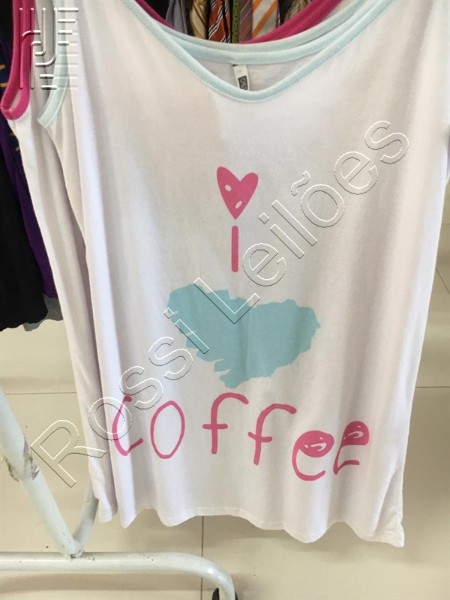 i
coffee
Rossi Leilões